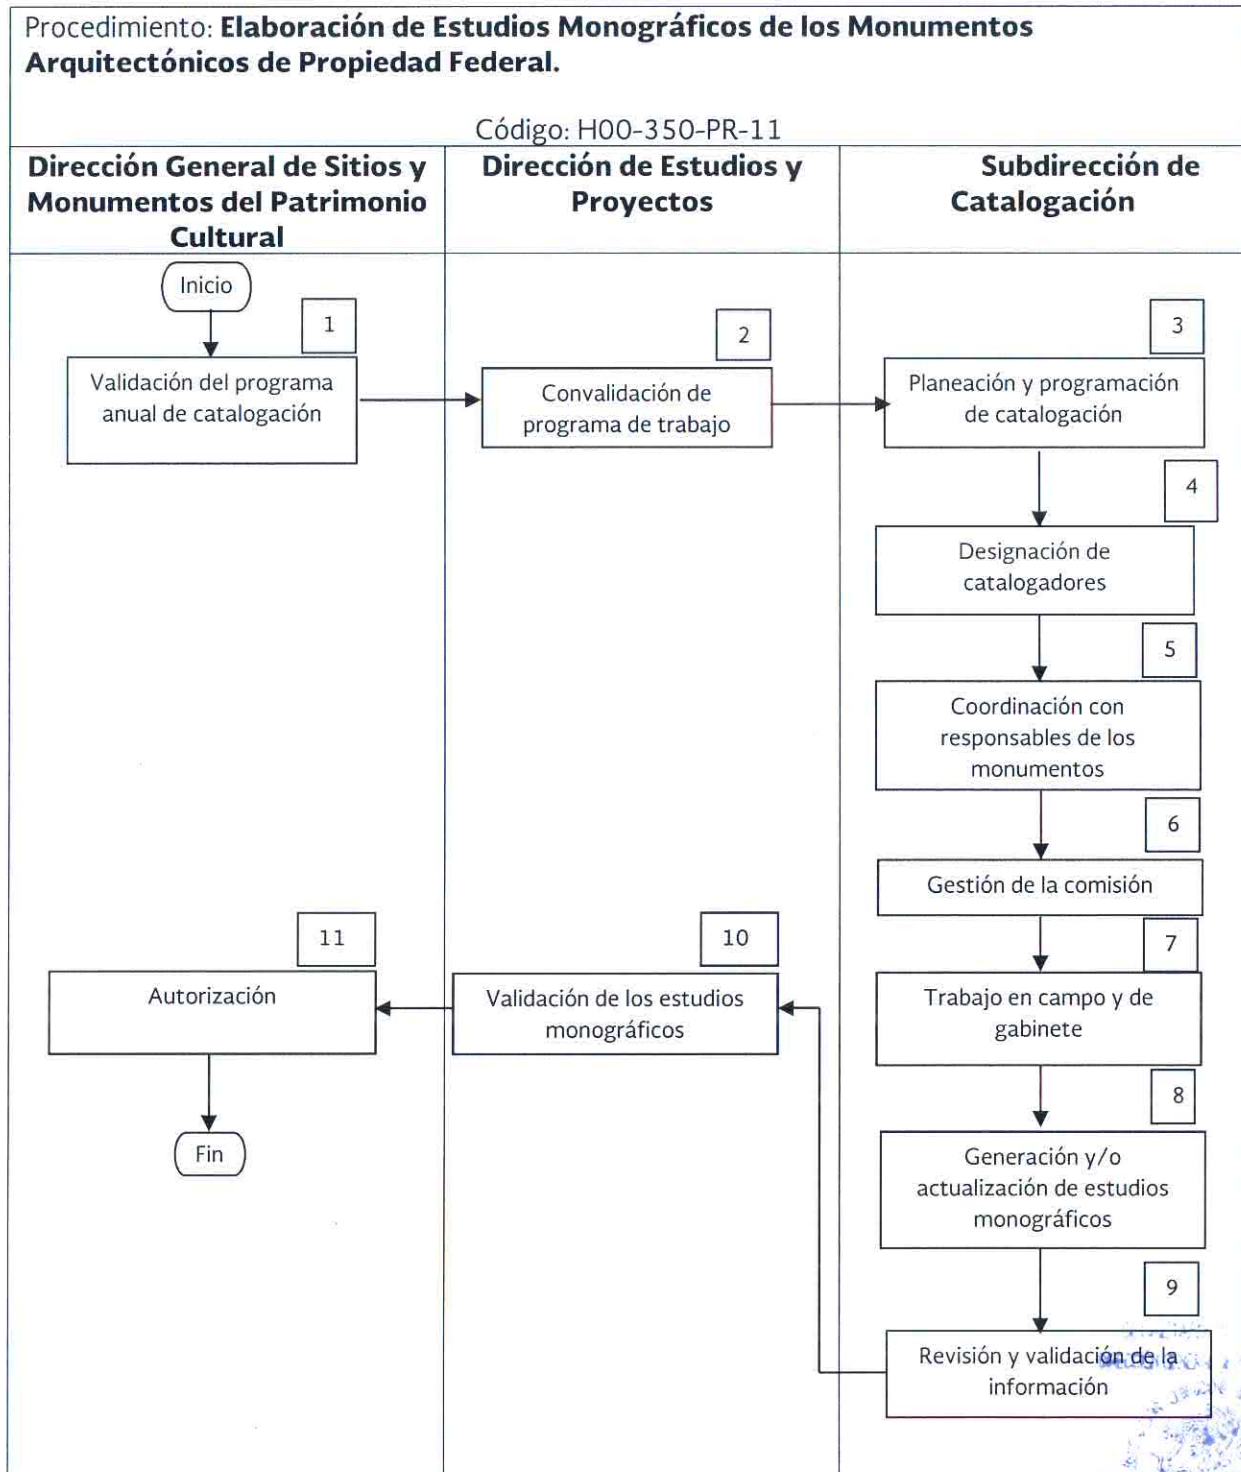 Procedimiento: Elaboración de Estudios Monográficos de los Monumentos
Arquitectónicos de Propiedad Federal.
Código: H00-350-PR-11
Dirección General de Sitios y
Monumentos del Patrimonio
Cultural
Dirección de Estudios y
Proyectos
Subdirección de
Catalogación
Inicio
1
Validación del programa
anual de catalogación
2
Convalidación de
programa de trabajo
3
Planeación y programación
de catalogación
4
Designación de
catalogadores
5
Coordinación con
responsables de los
monumentos
6
Gestión de la comisión
7
Trabajo en campo y de
gabinete
8
Generación y/o
actualización de estudios
monográficos
9
Revisión y validación de la
información
10
Validación de los estudios
monográficos
11
Autorización
Fin